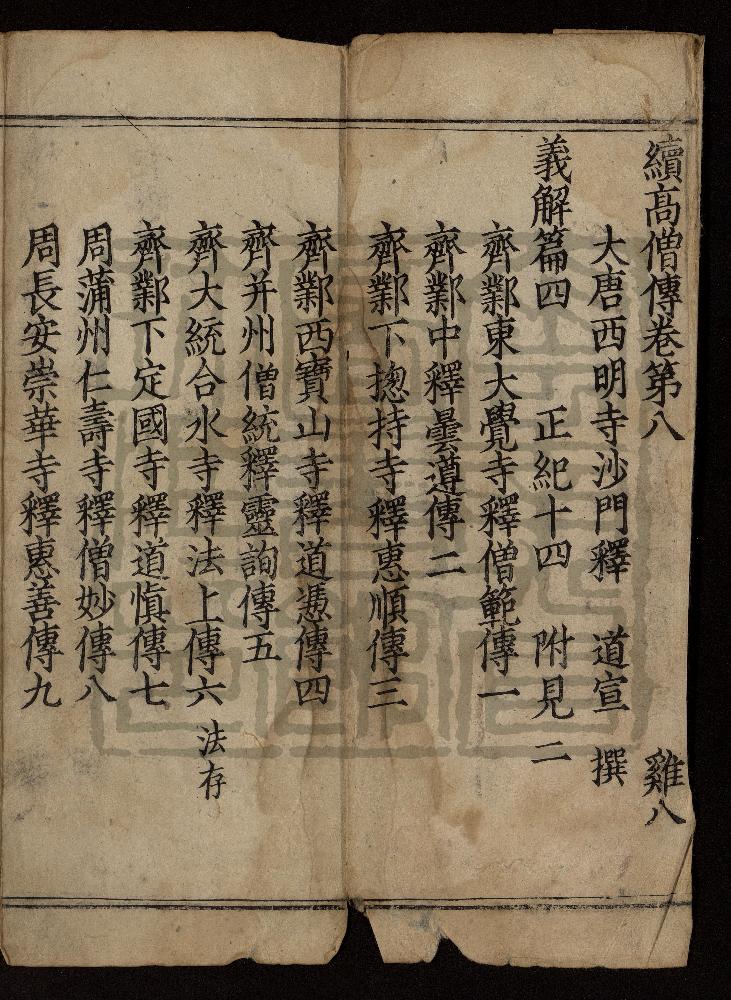 續高僧傳卷第八 雞八
大唐西明寺沙門釋 道宣 撰
義解篇四 正紀十四 附見二
齊鄴東大覺寺釋僧範傳一
齊鄴中釋曇遵傳二
齊鄴下揔持寺釋惠順傳三
齊鄴西寶山寺釋道憑傳四
齊并州僧統釋靈詢傳五
齊大統合水寺釋法上傳六 法存
齊鄴下定國寺釋道慎傳七
周蒲州仁壽寺釋僧妙傳八
周長安崇華寺釋惠善傳九